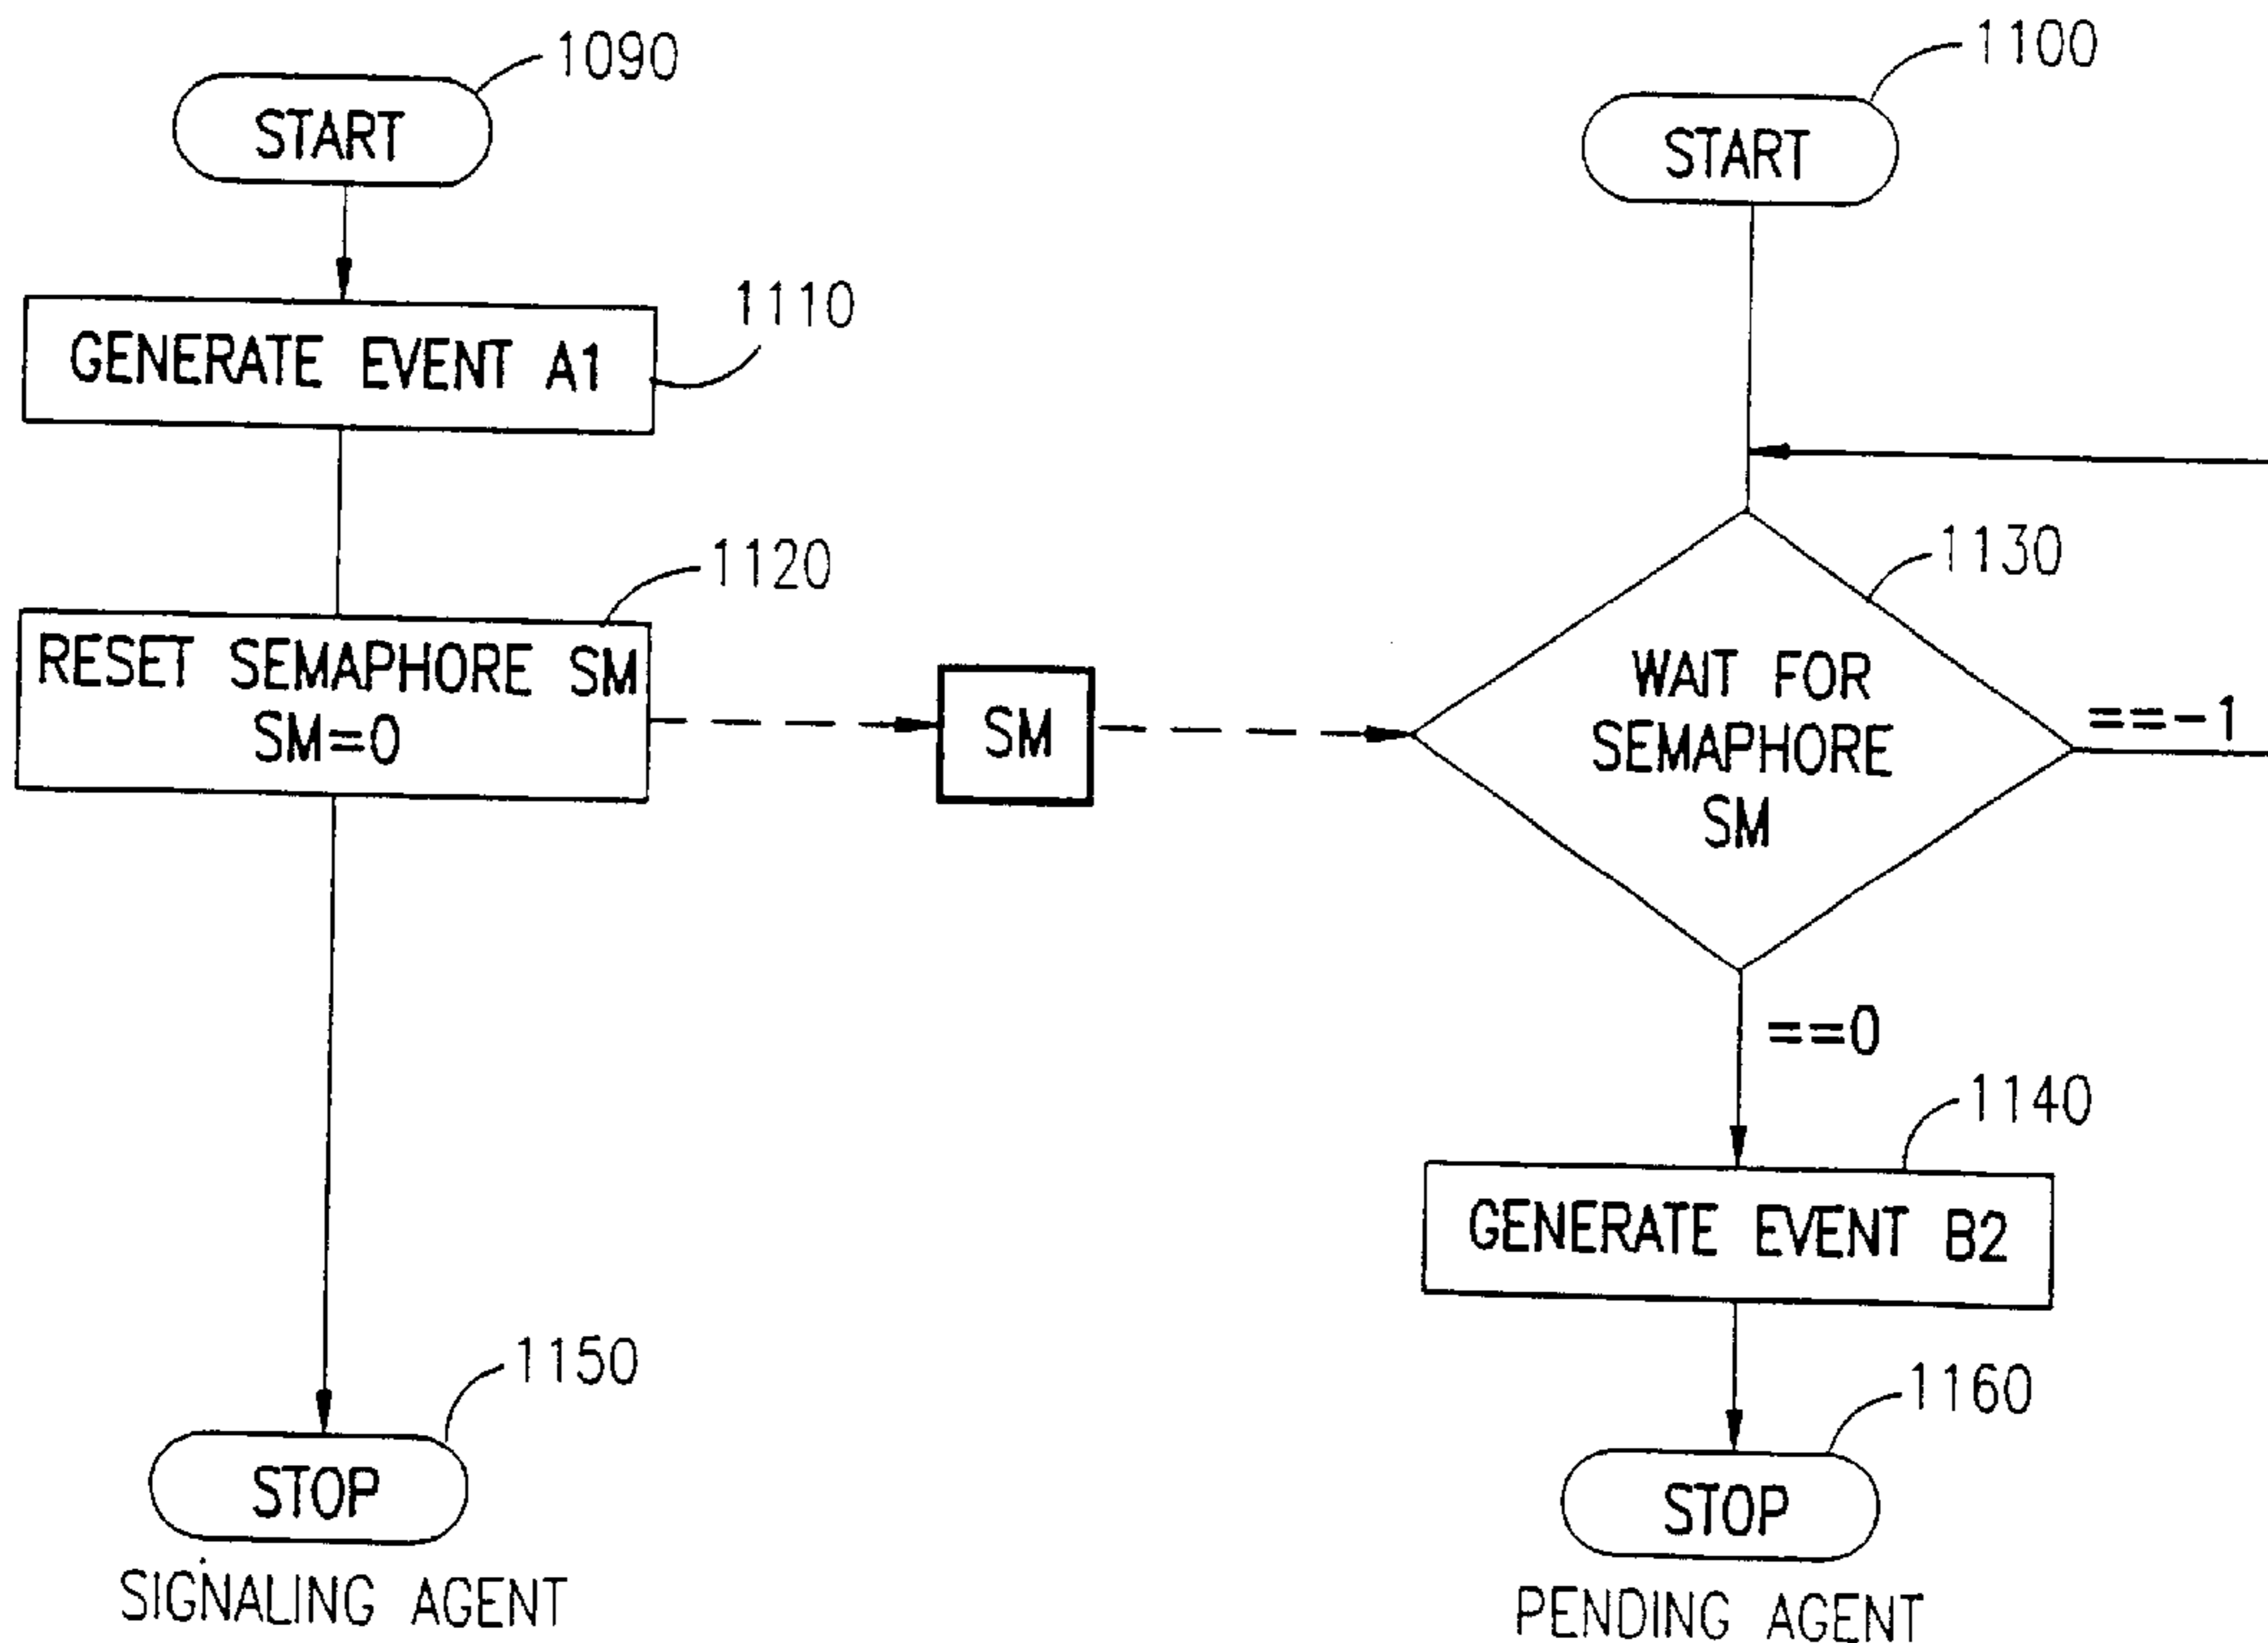 1090
START
GENERATE EVENT A1
1110
1120
RESET SEMAPHORE SM
SM=0
SM
1150
STOP
SIGNALING AGENT
1100
START
1130
WAIT FOR
SEMAPHORE
SM
==-1
==0
1140
GENERATE EVENT B2
1160
STOP
PENDING AGENT